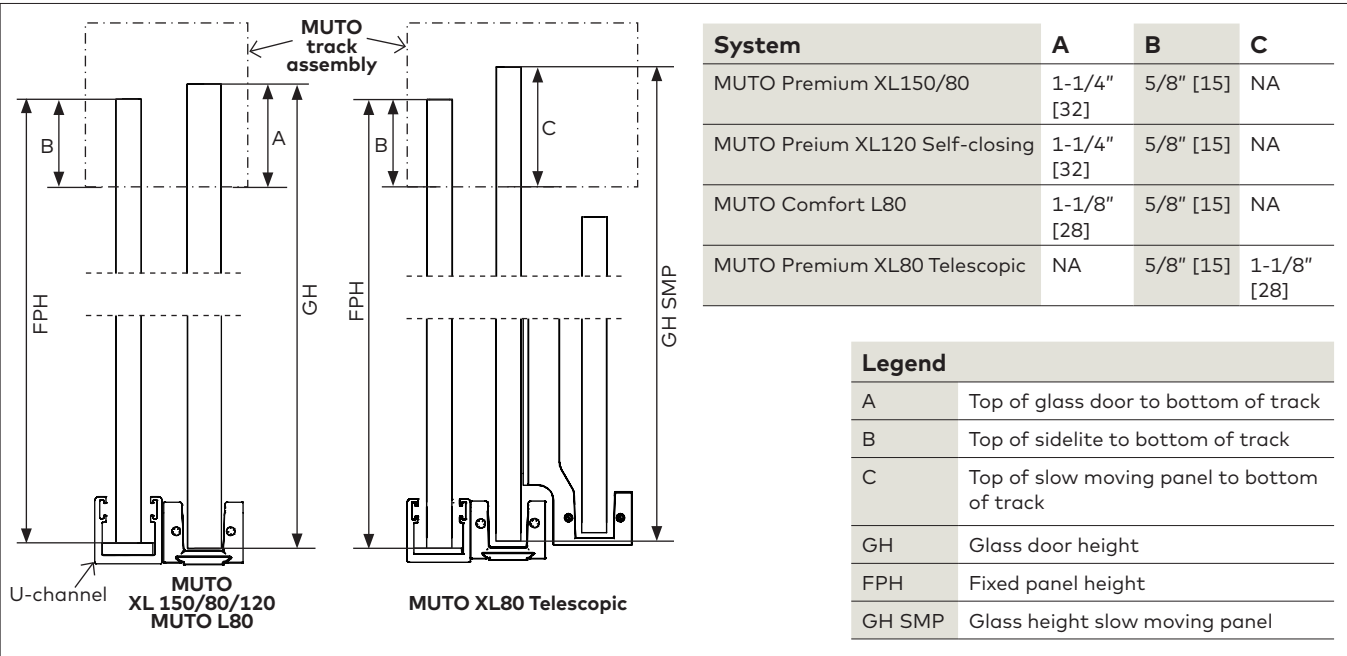 MUTO
track
assembly
B
A
FPH
GH
U-channel
MUTO
XL 150/80/120
MUTO L80
B
C
FPH
GH SMP
MUTO XL80 Telescopic
System A B C
MUTO Premium XL150/80 1-1/4" 5/8" [15] NA
[32]
MUTO Preium XL120 Self-closing 1-1/4" 5/8" [15] NA
[32]
MUTO Comfort L80 1-1/8" 5/8" [15] NA
[28]
MUTO Premium XL80 Telescopic NA 5/8" [15] 1-1/8"
[28]
Legend
A Top of glass door to bottom of track
B Top of sidelite to bottom of track
C Top of slow moving panel to bottom
of track
GH Glass door height
FPH Fixed panel height
GH SMP Glass height slow moving panel